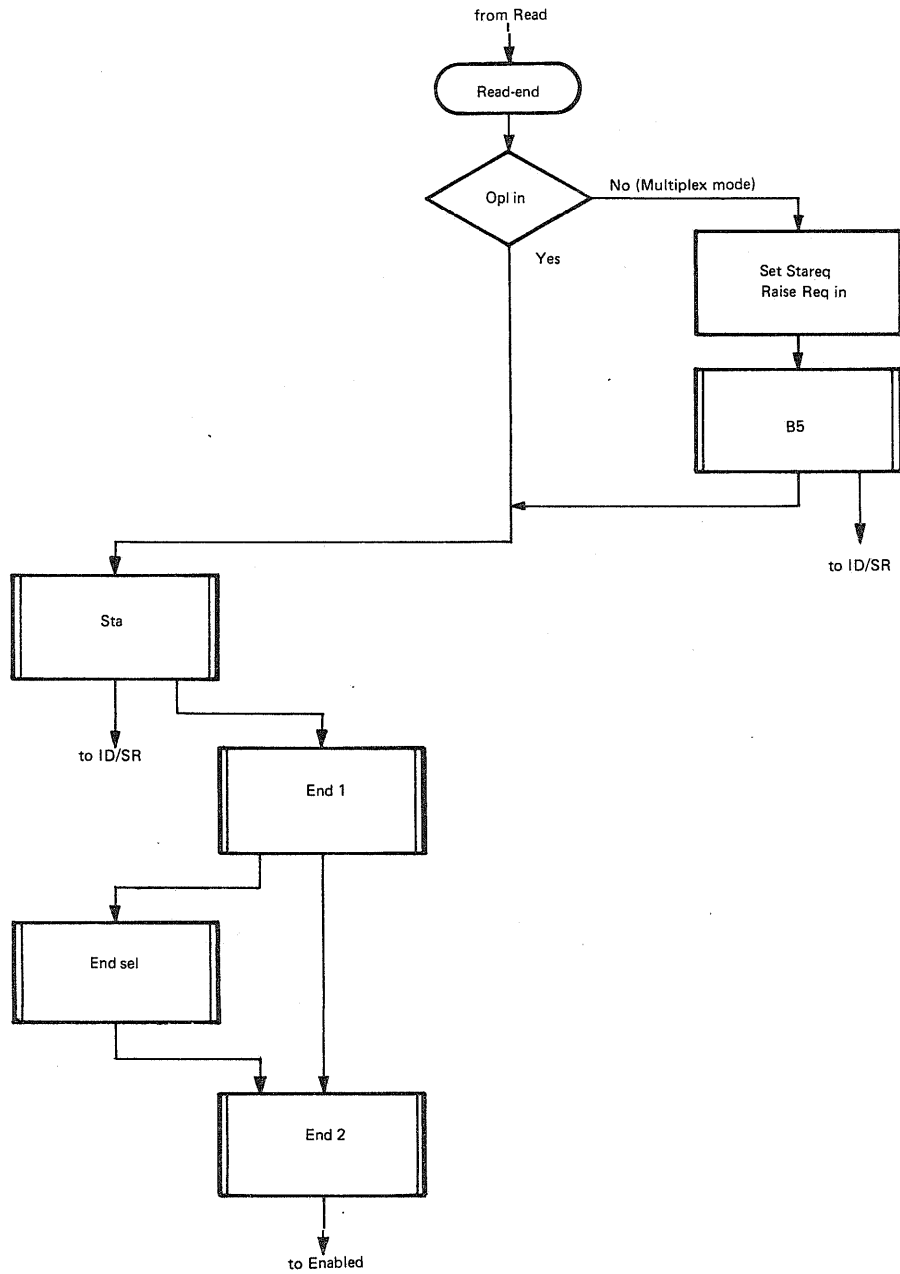 from Read
Read-end
Opl in
No (Multiplex mode)
Yes
Set Stareq
Raise Req in
B5
to ID/SR
Sta
to ID/SR
End 1
End sel
End 2
to Enabled